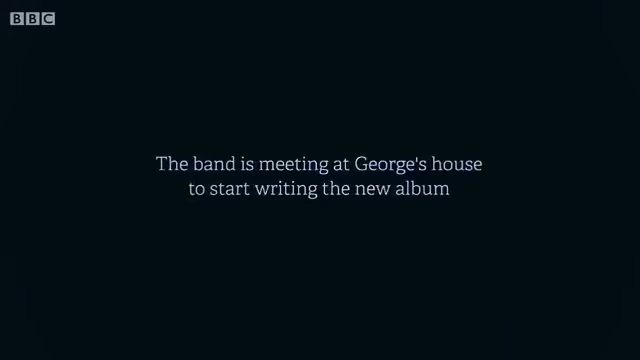 BBC
The band is meeting at George's house
to start writing the new album